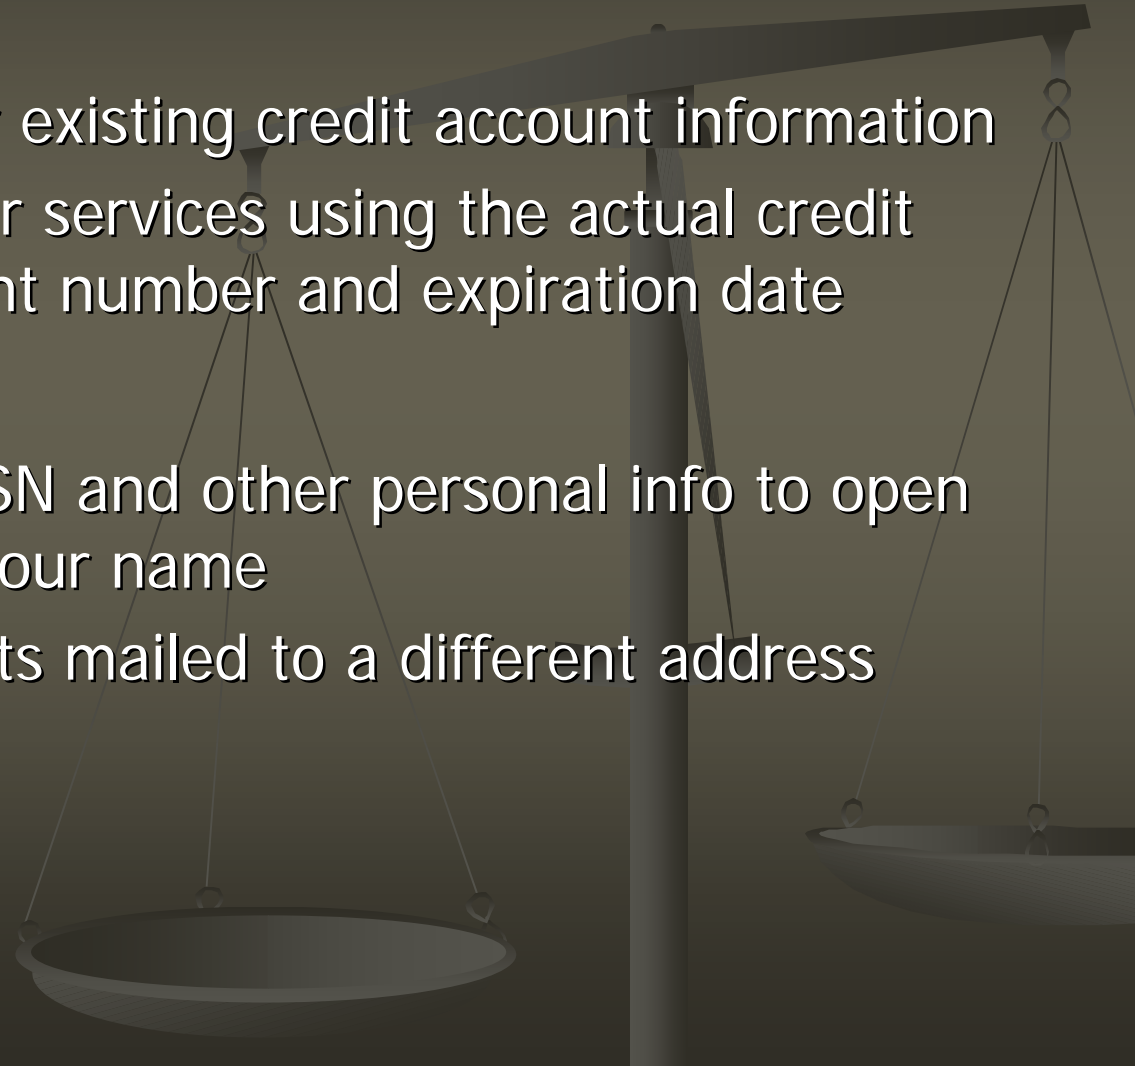 existing credit account information
r services using the actual credit
nt number and expiration date
SN and other personal info to open
our name
ts mailed to a different address